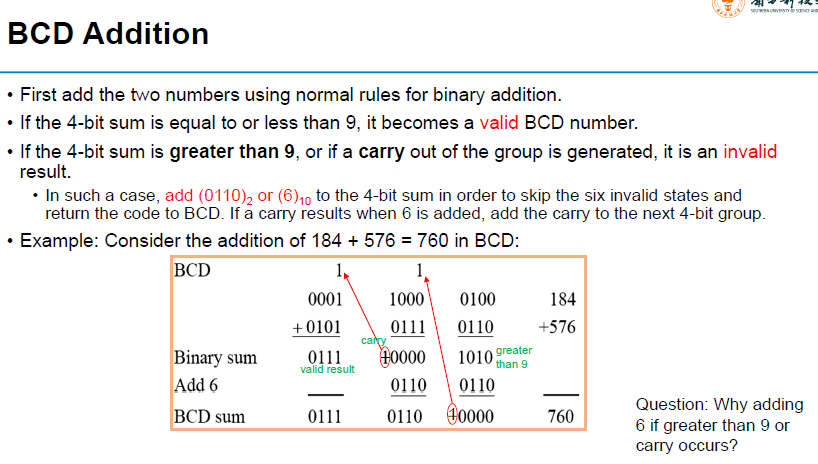 SOUTHERN UNIVERSITY OF SCIENCE AND
BCD Addition
• First add the two numbers using normal rules for binary addition.
• If the 4-bit sum is equal to or less than 9, it becomes a valid BCD number.
• If the 4-bit sum is greater than 9, or if a carry out of the group is generated, it is an invalid
result.
• In such a case, add (0110)₂ or (6)₁₀ to the 4-bit sum in order to skip the six invalid states and
return the code to BCD. If a carry results when 6 is added, add the carry to the next 4-bit group.
• Example: Consider the addition of 184 + 576 = 760 in BCD:
BCD 1 1
0001 1000 0100 184
+0101 0111 0110 +576
carry
Binary sum 0111 10000 1010 greater
valid result than 9
Add 6 0110 0110
BCD sum 0111 0110 10000 760
Question: Why adding
6 if greater than 9 or
carry occurs?